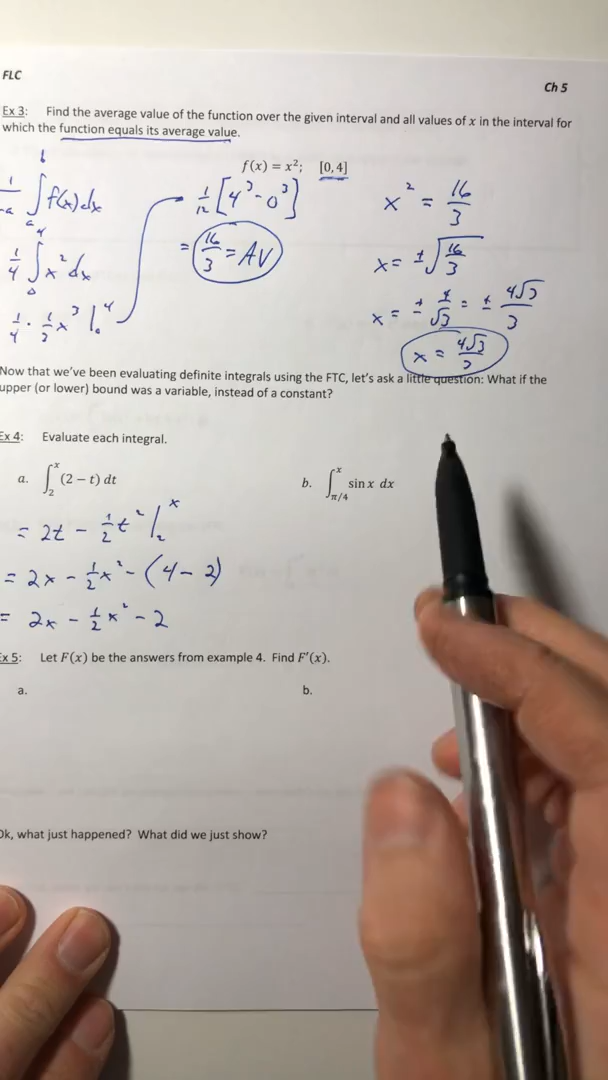 FLC
Ch 5
Ex 3: Find the average value of the function over the given interval and all values of x in the interval for
which the function equals its average value.
f(x) = x²; [0, 4]
b
∫ f(x)dx
a
1/12 [4³ - 0³]
= 16/3 = AV
1/4 ∫ x² dx
4
0
1/4 · 1/3 x³ |₀⁴
x² = 16/3
x = ± √(16/3)
x = ± 4/√3 = ± 4√3/3
x = 4√3/3
Now that we've been evaluating definite integrals using the FTC, let's ask a little question: What if the
upper (or lower) bound was a variable, instead of a constant?
Ex 4: Evaluate each integral.
a. ∫₂ˣ (2 − t) dt
b. ∫π/4ˣ sin x dx
= 2t - 1/2 t² |₂ˣ
= 2x - 1/2 x² - (4 - 2)
= 2x - 1/2 x² - 2
Ex 5: Let F(x) be the answers from example 4. Find F′(x).
a.
b.
Ok, what just happened? What did we just show?